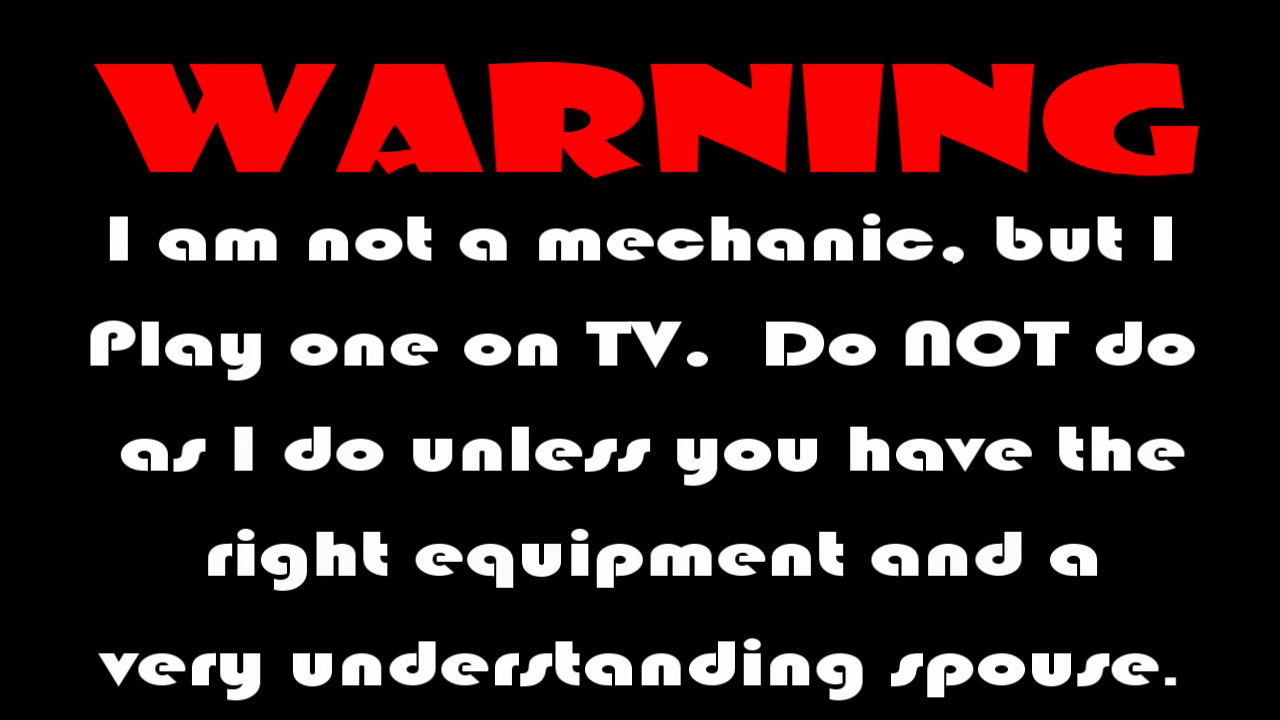 WARNING
I am not a mechanic, but I
Play one on TV.  Do NOT do
as I do unless you have the
right equipment and a
very understanding spouse.